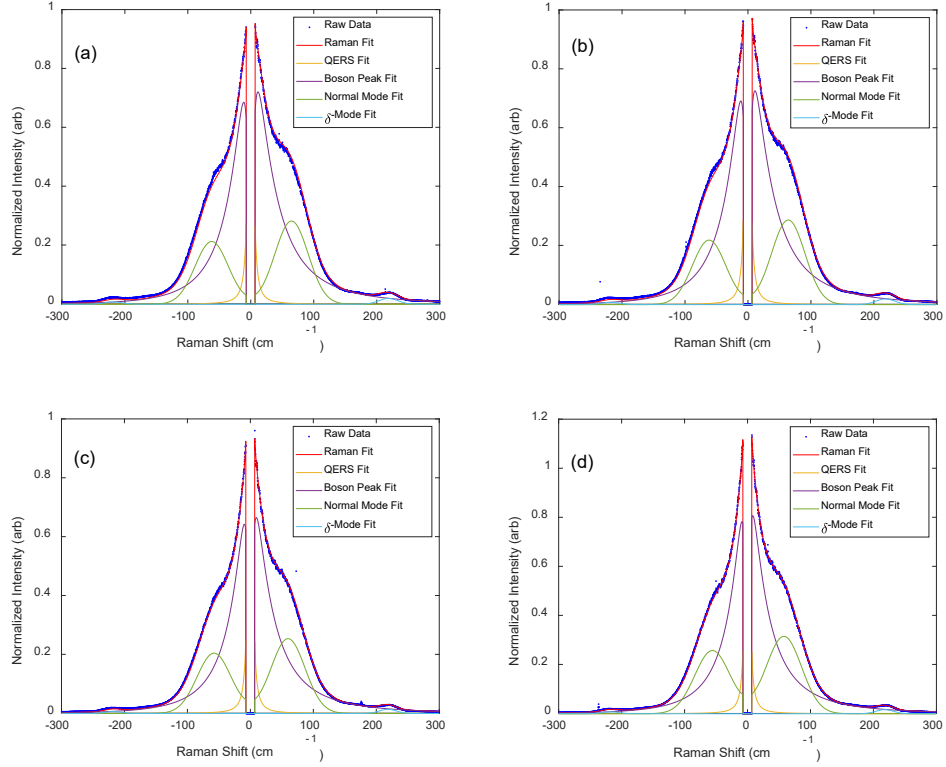 (a)
Raw Data
Raman Fit
QERS Fit
Boson Peak Fit
Normal Mode Fit
δ-Mode Fit
Normalized Intensity (arb)
1
0.8
0.6
0.4
0.2
0
-300 -200 -100 0 100 200 300
Raman Shift (cm-1)
(b)
Raw Data
Raman Fit
QERS Fit
Boson Peak Fit
Normal Mode Fit
δ-Mode Fit
Normalized Intensity (arb)
1
0.8
0.6
0.4
0.2
0
-300 -200 -100 0 100 200 300
Raman Shift (cm-1)
(c)
Raw Data
Raman Fit
QERS Fit
Boson Peak Fit
Normal Mode Fit
δ-Mode Fit
Normalized Intensity (arb)
1
0.8
0.6
0.4
0.2
0
-300 -200 -100 0 100 200 300
Raman Shift (cm-1)
(d)
Raw Data
Raman Fit
QERS Fit
Boson Peak Fit
Normal Mode Fit
δ-Mode Fit
Normalized Intensity (arb)
1.2
1
0.8
0.6
0.4
0.2
0
-300 -200 -100 0 100 200 300
Raman Shift (cm-1)